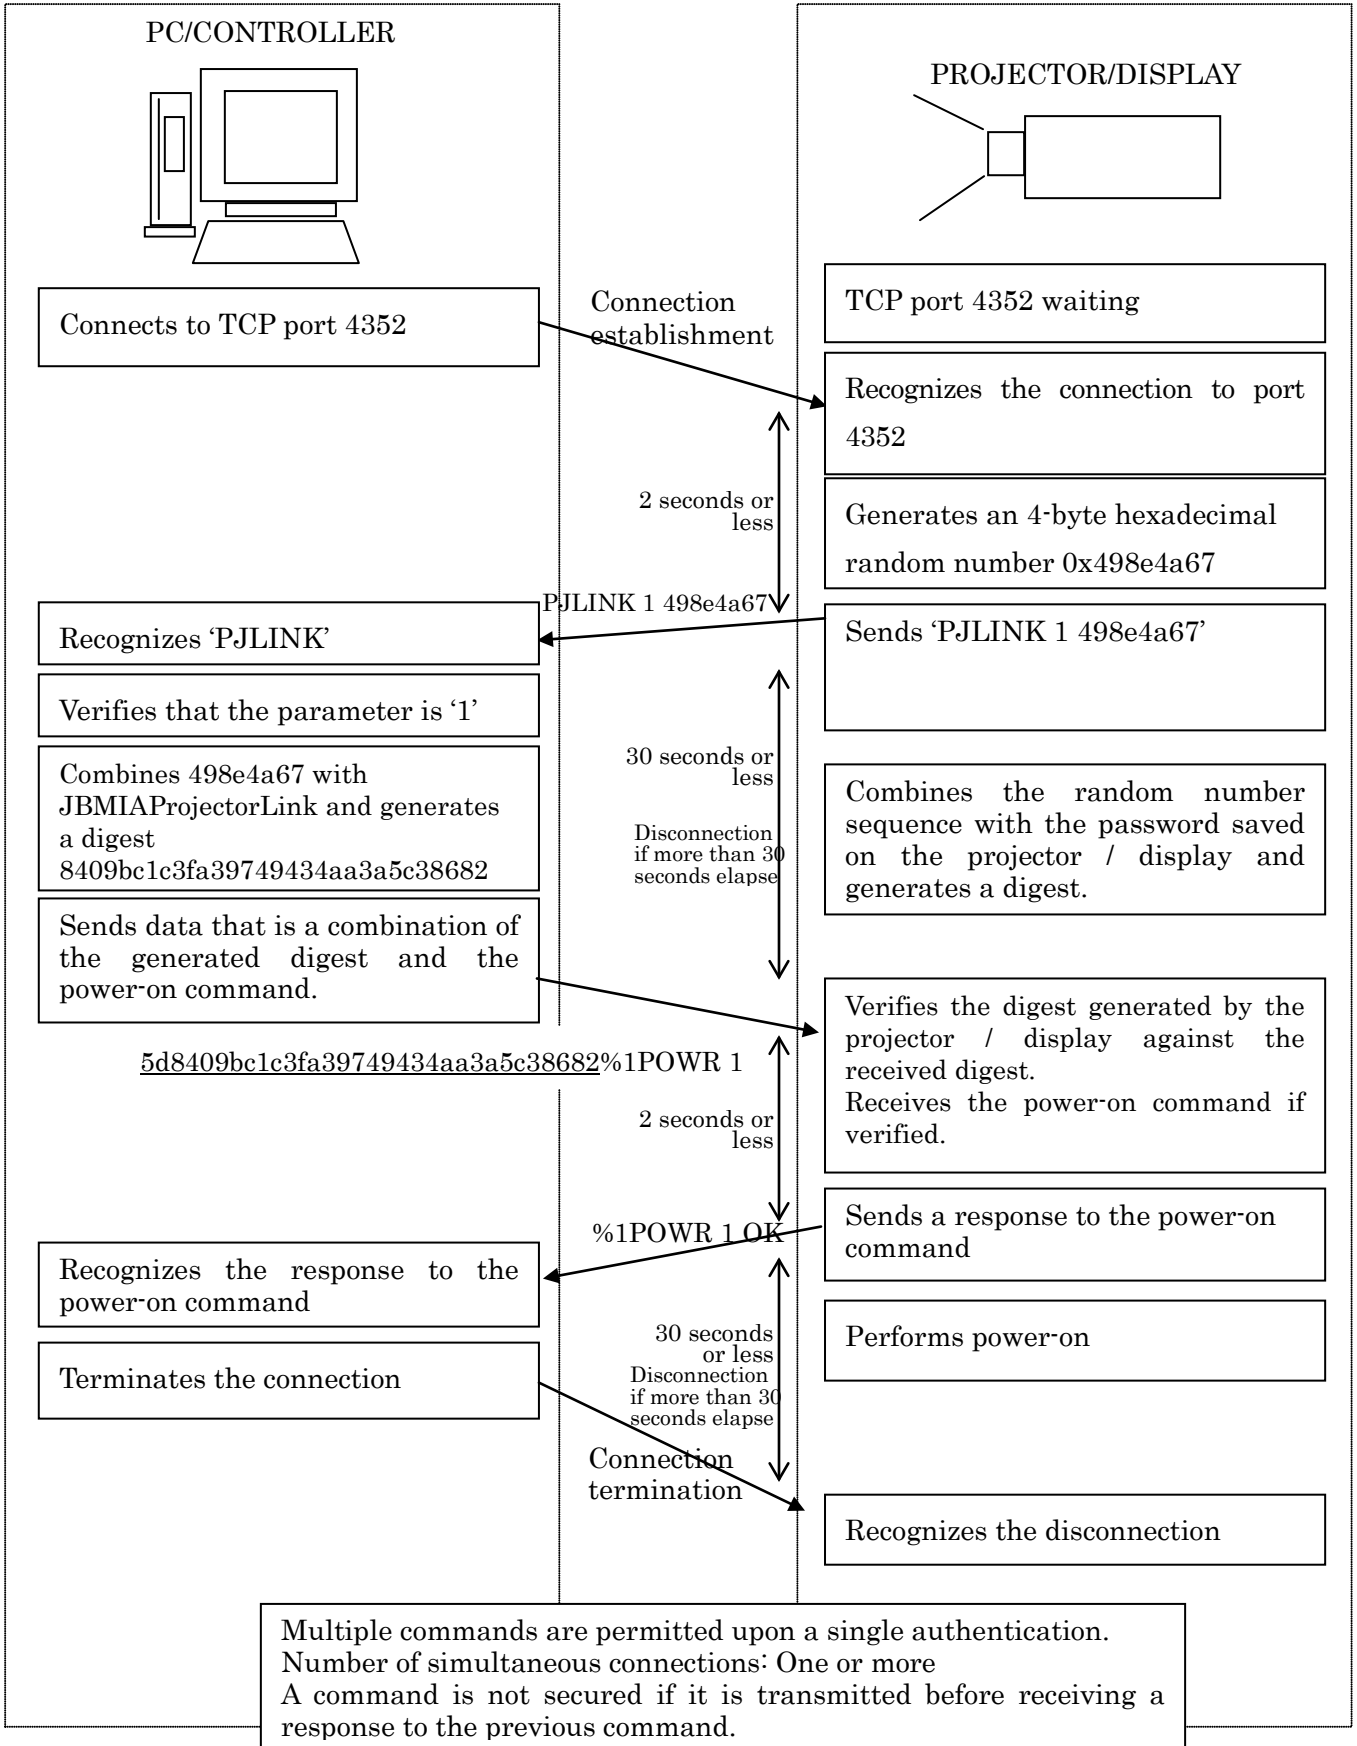 PC/CONTROLLER
PROJECTOR/DISPLAY
TCP port 4352 waiting
Connects to TCP port 4352
Connection
establishment
Recognizes the connection to port
4352
2 seconds or
less
Generates an 4-byte hexadecimal
random number 0x498e4a67
PJLINK 1 498e4a67
Sends ‘PJLINK 1 498e4a67’
Recognizes ‘PJLINK’
Verifies that the parameter is ‘1’
30 seconds or
less
Disconnection
if more than 30
seconds elapse
Combines 498e4a67 with
JBMIAProjectorLink and generates
a digest
8409bc1c3fa39749434aa3a5c38682
Combines the random number
sequence with the password saved
on the projector / display and
generates a digest.
Sends data that is a combination of
the generated digest and the
power-on command.
Verifies the digest generated by the
projector / display against the
received digest.
Receives the power-on command if
verified.
5d8409bc1c3fa39749434aa3a5c38682%1POWR 1
2 seconds or
less
Sends a response to the power-on
command
%1POWR 1 OK
Recognizes the response to the
power-on command
Performs power-on
30 seconds
or less
Disconnection
if more than 30
seconds elapse
Terminates the connection
Connection
termination
Recognizes the disconnection
Multiple commands are permitted upon a single authentication.
Number of simultaneous connections: One or more
A command is not secured if it is transmitted before receiving a
response to the previous command.